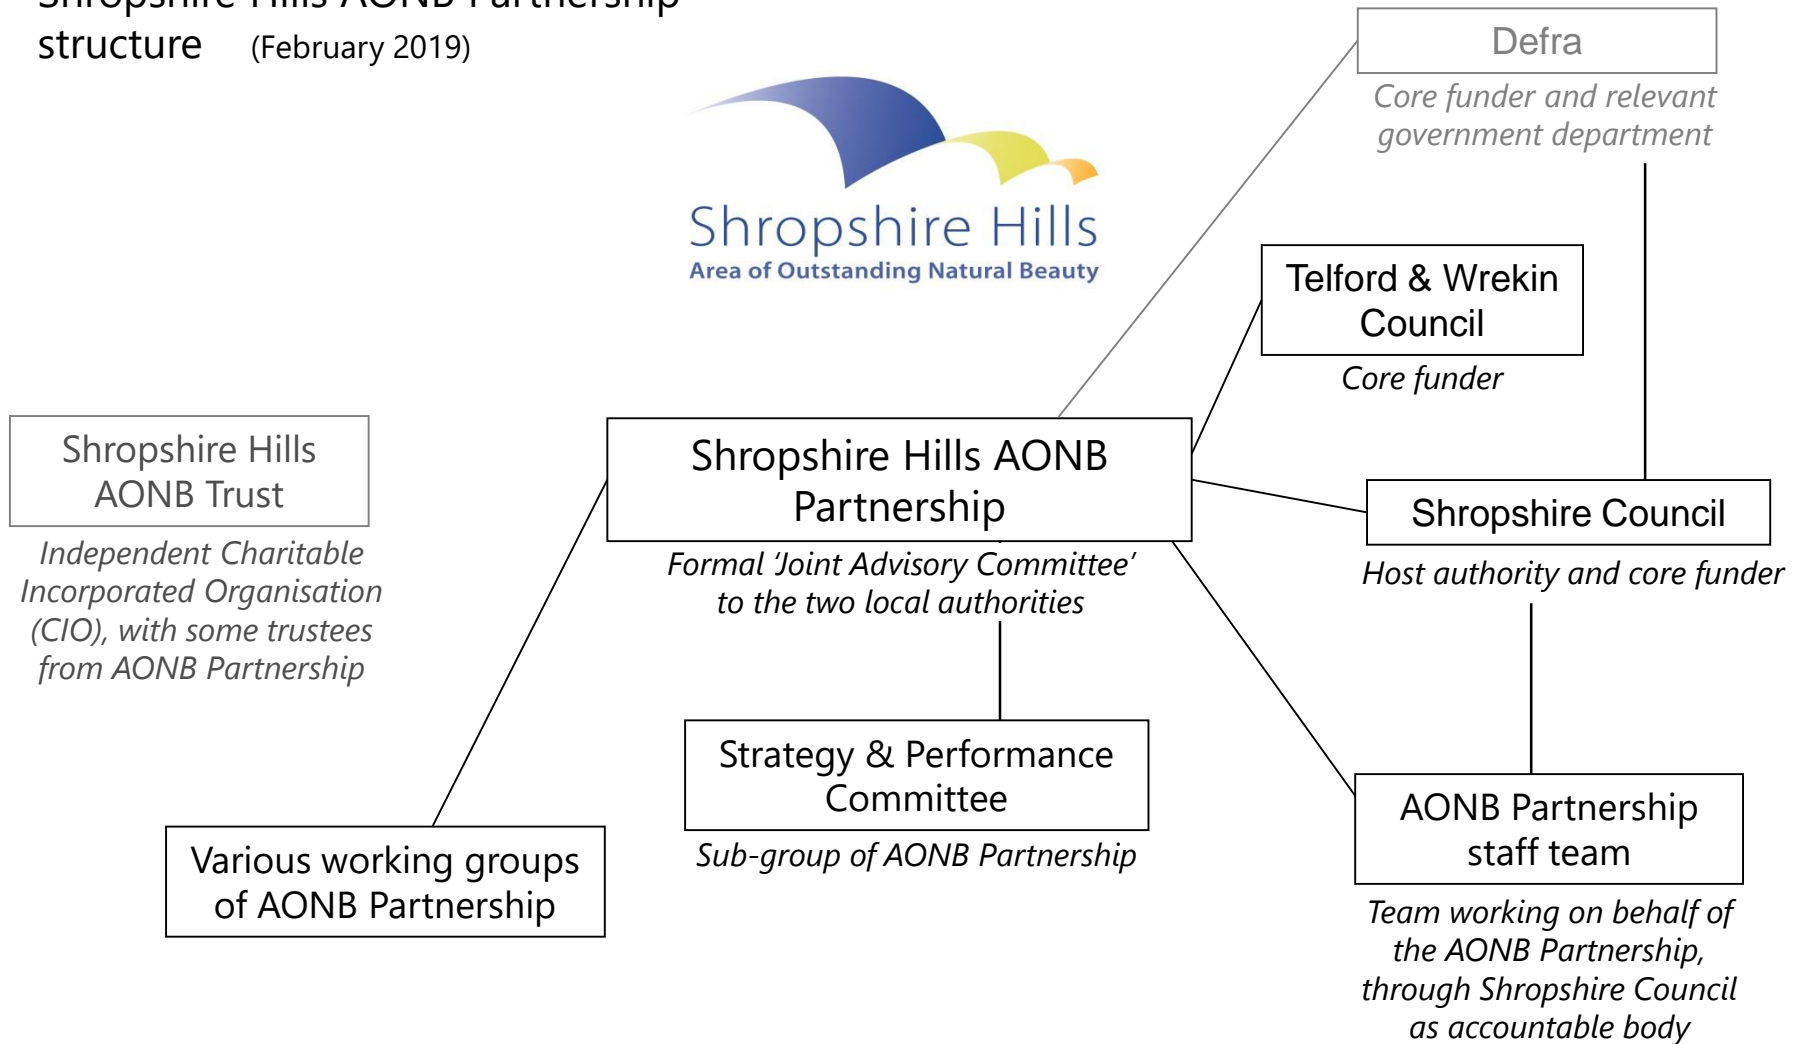 Shropshire Hills AONB Partnership
structure (February 2019)
Defra
Core funder and relevant
government department
Shropshire Hills
Area of Outstanding Natural Beauty
Telford & Wrekin
Council
Core funder
Shropshire Hills
AONB Trust
Independent Charitable
Incorporated Organisation
(CIO), with some trustees
from AONB Partnership
Shropshire Hills AONB
Partnership
Formal ‘Joint Advisory Committee’
to the two local authorities
Shropshire Council
Host authority and core funder
Strategy & Performance
Committee
Sub-group of AONB Partnership
Various working groups
of AONB Partnership
AONB Partnership
staff team
Team working on behalf of
the AONB Partnership,
through Shropshire Council
as accountable body